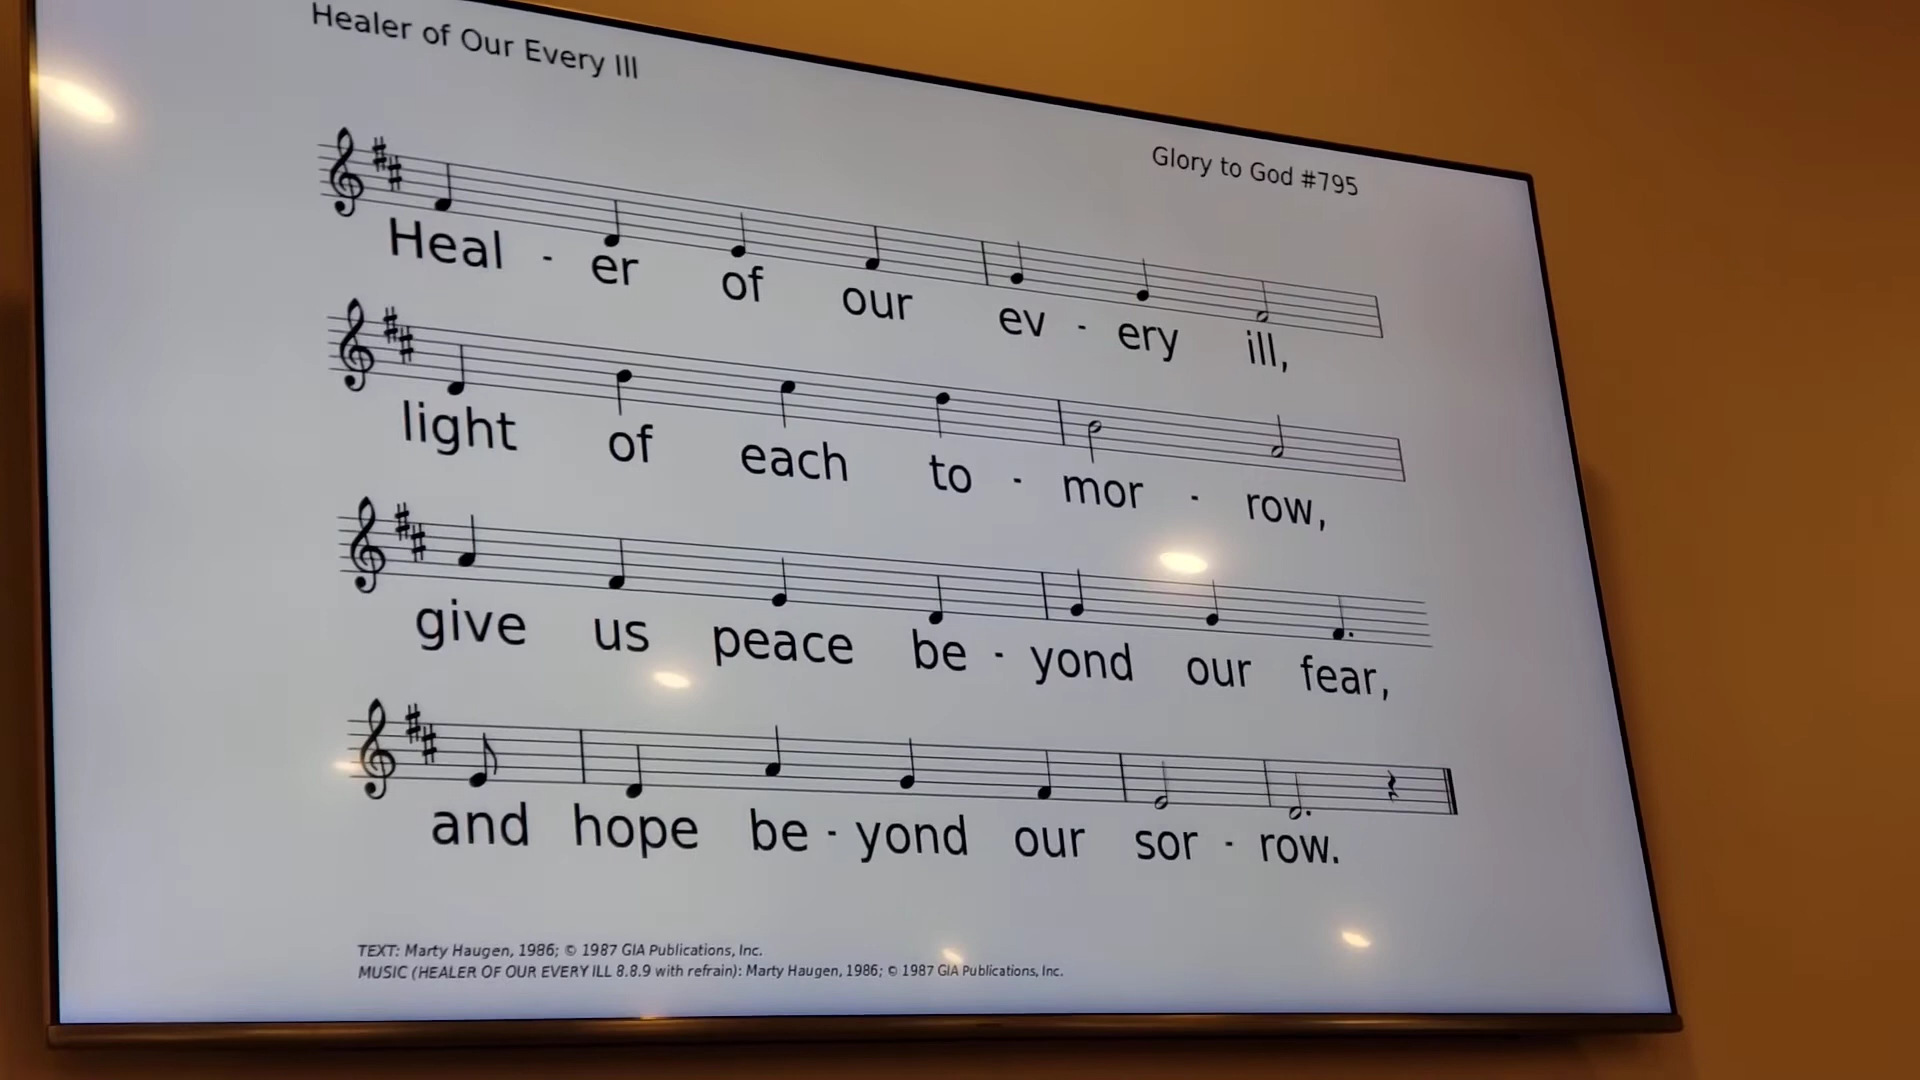 Healer of Our Every Ill
Glory to God #795
Heal - er of our ev - ery ill,
light of each to - mor - row,
give us peace be - yond our fear,
and hope be - yond our sor - row.
TEXT: Marty Haugen, 1986; © 1987 GIA Publications, Inc.
MUSIC (HEALER OF OUR EVERY ILL 8.8.9 with refrain): Marty Haugen, 1986; © 1987 GIA Publications, Inc.